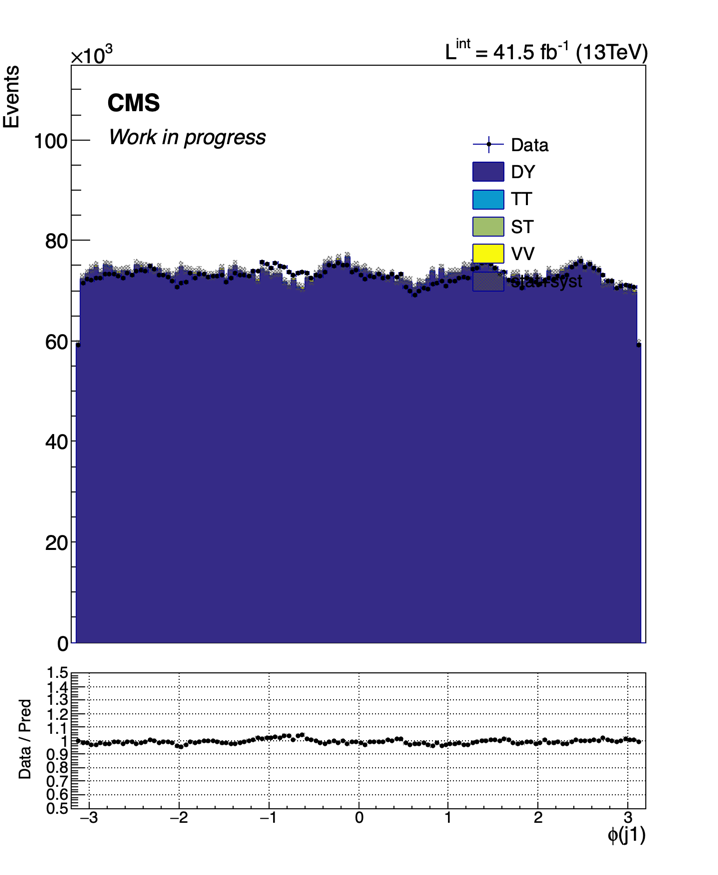 ×10³
L^int = 41.5 fb⁻¹ (13TeV)
Events
CMS
Work in progress
Data
DY
TT
ST
VV
stat+syst
100
80
60
40
20
0
Data / Pred
1.5
1.4
1.3
1.2
1.1
1
0.9
0.8
0.7
0.6
0.5
−3 −2 −1 0 1 2 3
ϕ(j1)